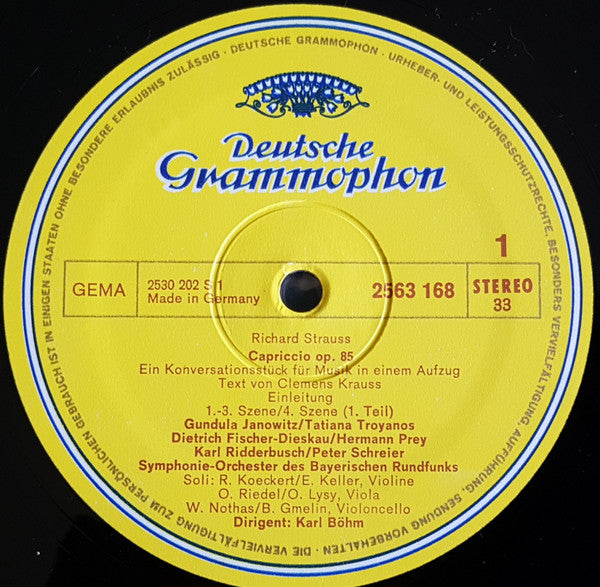 DEUTSCHE GRAMMOPHON · URHEBER- UND LEISTUNGSSCHUTZRECHTE, BESONDERS VERVIELFÄLTIGUNG, AUFFÜHRUNG, SENDUNG VORBEHALTEN · DIE VERVIELFÄLTIGUNG ZUM PERSÖNLICHEN GEBRAUCH IST IN EINIGEN STAATEN OHNE BESONDERE ERLAUBNIS ZULÄSSIG ·
Deutsche
Grammophon
1
GEMA
2530 202 S 1
Made in Germany
2563 168
STEREO
33
Richard Strauss
Capriccio op. 85
Ein Konversationsstück für Musik in einem Aufzug
Text von Clemens Krauss
Einleitung
1.-3. Szene/4. Szene (1. Teil)
Gundula Janowitz/Tatiana Troyanos
Dietrich Fischer-Dieskau/Hermann Prey
Karl Ridderbusch/Peter Schreier
Symphonie-Orchester des Bayerischen Rundfunks
Soli: R. Koeckert/E. Keller, Violine
O. Riedel/O. Lysy, Viola
W. Nothas/B. Gmelin, Violoncello
Dirigent: Karl Böhm